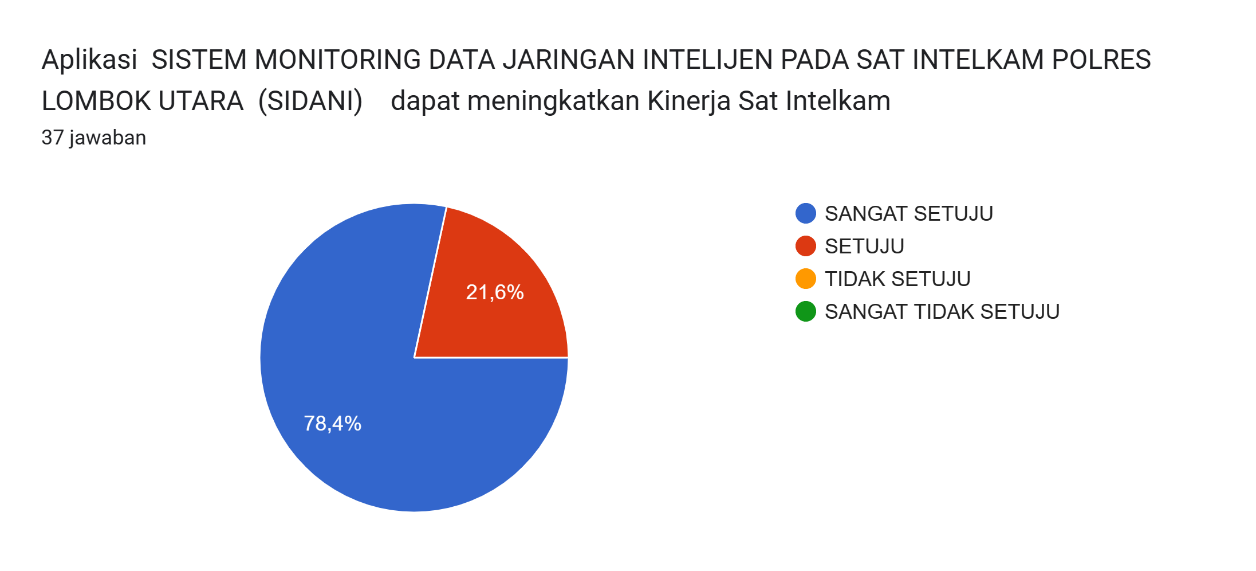 Aplikasi  SISTEM MONITORING DATA JARINGAN INTELIJEN PADA SAT INTELKAM POLRES
LOMBOK UTARA  (SIDANI)    dapat meningkatkan Kinerja Sat Intelkam
37 jawaban
SANGAT SETUJU
SETUJU
TIDAK SETUJU
SANGAT TIDAK SETUJU
21,6%
78,4%